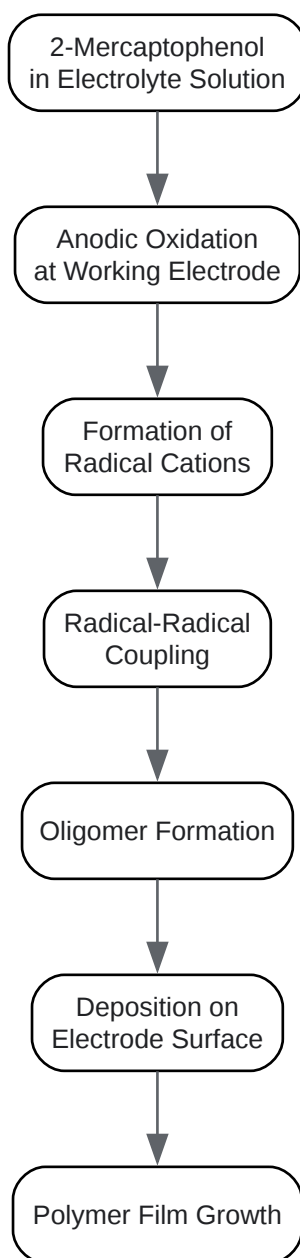 2-Mercaptophenol
in Electrolyte Solution
Anodic Oxidation
at Working Electrode
Formation of
Radical Cations
Radical-Radical
Coupling
Oligomer Formation
Deposition on
Electrode Surface
Polymer Film Growth